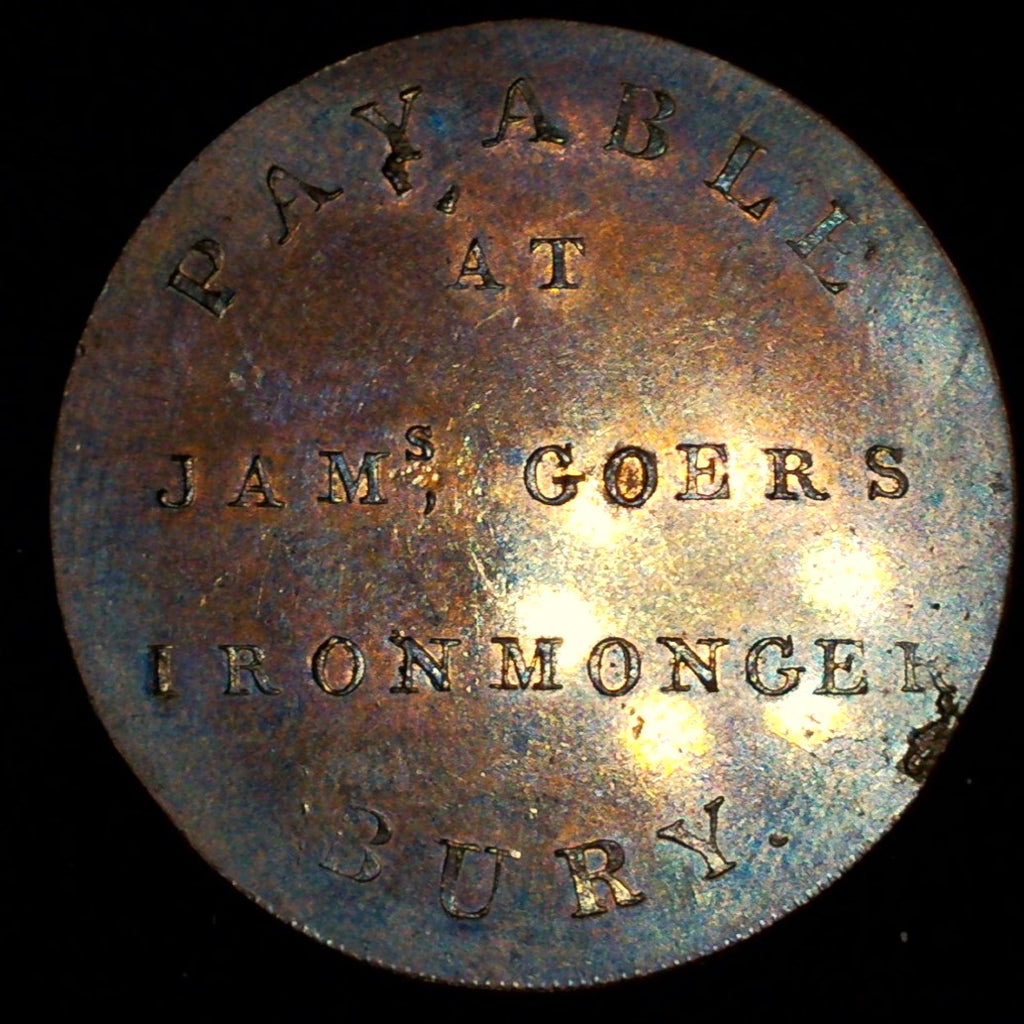 PAYABLE
AT
JAMˢ, GOERS
IRONMONGER
BURY.